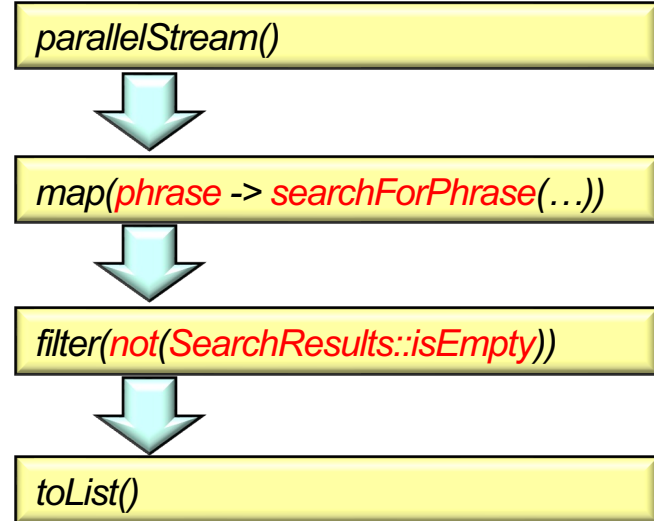 parallelStream()
map(phrase -> searchForPhrase(…))
filter(not(SearchResults::isEmpty))
toList()